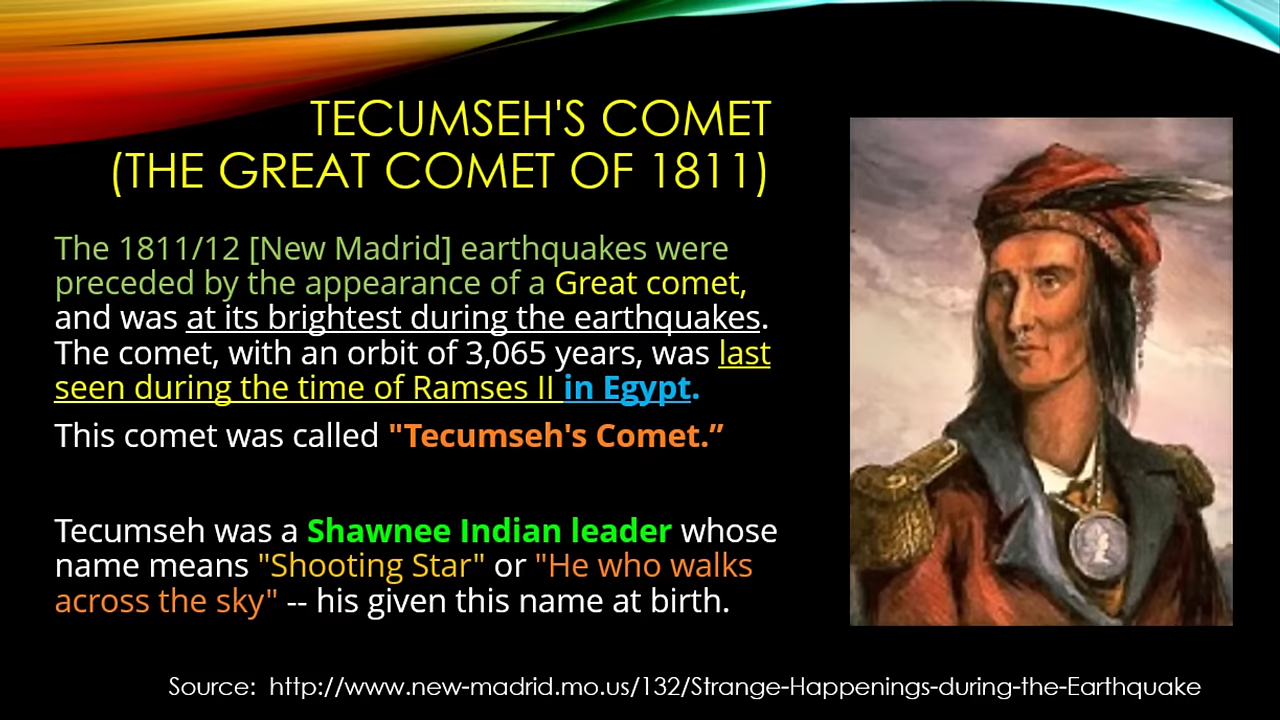 TECUMSEH'S COMET
(THE GREAT COMET OF 1811)
The 1811/12 [New Madrid] earthquakes were
preceded by the appearance of a Great comet,
and was at its brightest during the earthquakes.
The comet, with an orbit of 3,065 years, was last
seen during the time of Ramses II in Egypt.
This comet was called "Tecumseh's Comet.”
Tecumseh was a Shawnee Indian leader whose
name means "Shooting Star" or "He who walks
across the sky" -- his given this name at birth.
Source:  http://www.new-madrid.mo.us/132/Strange-Happenings-during-the-Earthquake